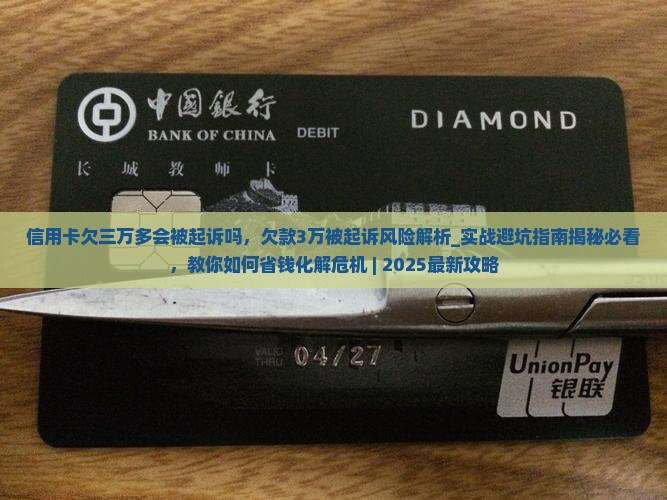 中国银行
BANK OF CHINA
DEBIT
DIAMOND
长城教师卡
信用卡欠三万多会被起诉吗，欠款3万被起诉风险解析_实战避坑指南揭秘必看
，教你如何省钱化解危机 | 2025最新攻略
VALID
THRU
04/27
UnionPay
银联